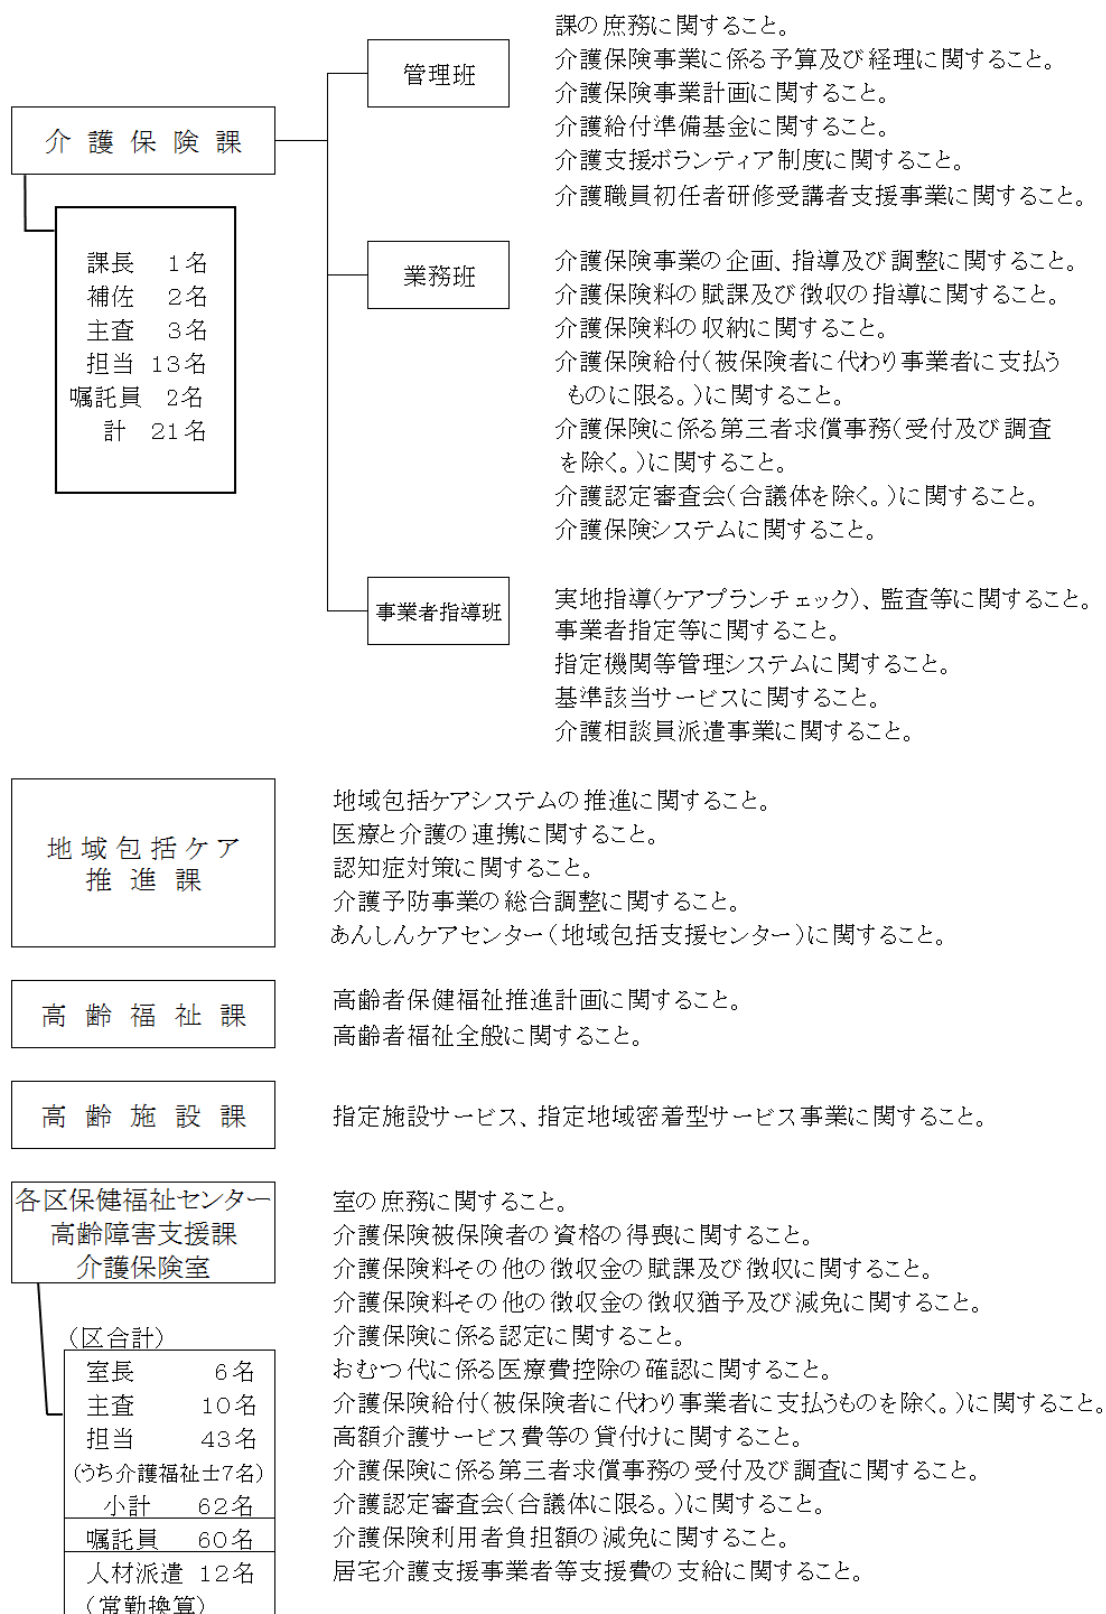 介護保険課
課長　1名
補佐　2名
主査　3名
担当　13名
嘱託員　2名
計　21名
管理班
課の庶務に関すること。
介護保険事業に係る予算及び経理に関すること。
介護保険事業計画に関すること。
介護給付準備基金に関すること。
介護支援ボランティア制度に関すること。
介護職員初任者研修受講者支援事業に関すること。
業務班
介護保険事業の企画、指導及び調整に関すること。
介護保険料の賦課及び徴収の指導に関すること。
介護保険料の収納に関すること。
介護保険給付(被保険者に代わり事業者に支払う
ものに限る。)に関すること。
介護保険に係る第三者求償事務(受付及び調査
を除く。)に関すること。
介護認定審査会(合議体を除く。)に関すること。
介護保険システムに関すること。
事業者指導班
実地指導(ケアプランチェック)、監査等に関すること。
事業者指定等に関すること。
指定機関等管理システムに関すること。
基準該当サービスに関すること。
介護相談員派遣事業に関すること。
地域包括ケア
推進課
地域包括ケアシステムの推進に関すること。
医療と介護の連携に関すること。
認知症対策に関すること。
介護予防事業の総合調整に関すること。
あんしんケアセンター(地域包括支援センター)に関すること。
高齢福祉課
高齢者保健福祉推進計画に関すること。
高齢者福祉全般に関すること。
高齢施設課
指定施設サービス、指定地域密着型サービス事業に関すること。
各区保健福祉センター
高齢障害支援課
介護保険室
(区合計)
室長　6名
主査　10名
担当　43名
(うち介護福祉士7名)
小計　62名
嘱託員　60名
人材派遣　12名
(常勤換算)
室の庶務に関すること。
介護保険被保険者の資格の得喪に関すること。
介護保険料その他の徴収金の賦課及び徴収に関すること。
介護保険料その他の徴収金の徴収猶予及び減免に関すること。
介護保険に係る認定に関すること。
おむつ代に係る医療費控除の確認に関すること。
介護保険給付(被保険者に代わり事業者に支払うものを除く。)に関すること。
高額介護サービス費等の貸付けに関すること。
介護保険に係る第三者求償事務の受付及び調査に関すること。
介護認定審査会(合議体に限る。)に関すること。
介護保険利用者負担額の減免に関すること。
居宅介護支援事業者等支援費の支給に関すること。